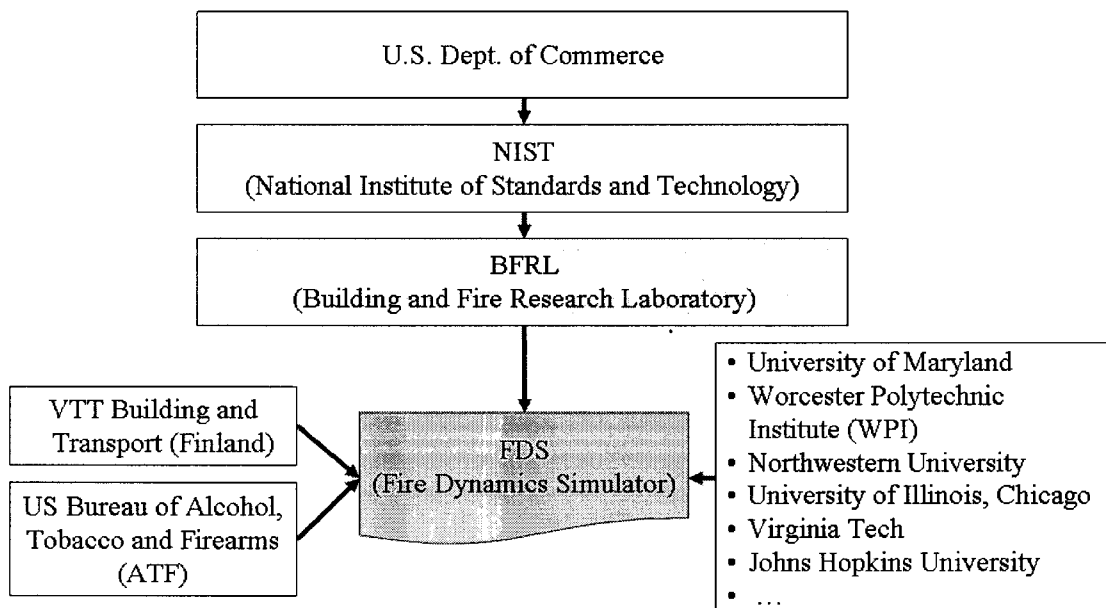 U.S. Dept. of Commerce
NIST
(National Institute of Standards and Technology)
BFRL
(Building and Fire Research Laboratory)
VTT Building and
Transport (Finland)
US Bureau of Alcohol,
Tobacco and Firearms
(ATF)
FDS
(Fire Dynamics Simulator)
• University of Maryland
• Worcester Polytechnic
Institute (WPI)
• Northwestern University
• University of Illinois, Chicago
• Virginia Tech
• Johns Hopkins University
• ...